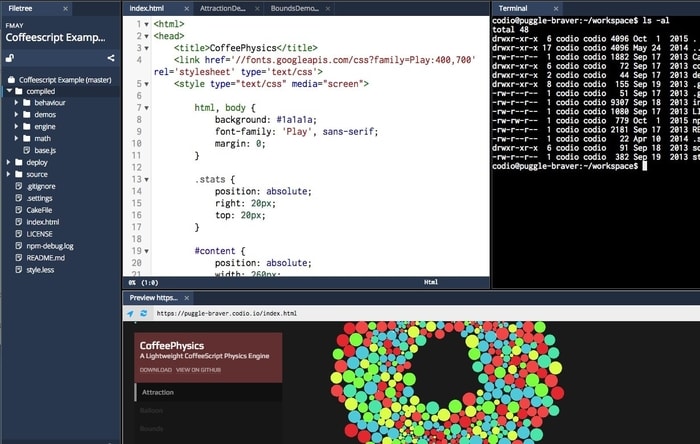 Filetree
FMAY
Coffeescript Examp...
Coffeescript Example (master)
compiled
behaviour
demos
engine
math
base.js
deploy
source
.gitignore
.settings
CakeFile
index.html
LICENSE
npm-debug.log
README.md
style.less
index.html
AttractionDe...
BoundsDemo...
1 <html>
2 <head>
3 <title>CoffeePhysics</title>
4 <link href='//fonts.googleapis.com/css?family=Play:400,700'
rel='stylesheet' type='text/css'>
5 <style type="text/css" media="screen">
6
7 html, body {
8 background: #1a1a1a;
9 font-family: 'Play', sans-serif;
10 margin: 0;
11 }
12
13 .stats {
14 position: absolute;
15 right: 20px;
16 top: 20px;
17 }
18
19 #content {
20 position: absolute;
21 width: 260px;
0% (1:0) Html
Terminal
codio@puggle-braver:~/workspace$ ls -al
total 48
drwxr-xr-x 6 codio codio 4096 Oct 1 2015 .
drwxr-xr-x 17 codio codio 4096 May 24 2014 .
-rw-r--r-- 1 codio codio 1882 Sep 17 2013 Ca
drwxr-xr-x 6 codio codio 72 Sep 17 2013 co
drwxr-xr-x 2 codio codio 44 Sep 17 2013 de
drwxr-xr-x 8 codio codio 155 Sep 19 2013 .g
-rw-r--r-- 1 codio codio 51 Sep 17 2013 .g
-rw-r--r-- 1 codio codio 9307 Sep 18 2013 in
-rw-r--r-- 1 codio codio 1080 Sep 17 2013 LI
-rw-r--r-- 1 codio codio 779 Oct 1 2015 np
-rw-r--r-- 1 codio codio 2181 Sep 17 2013 RE
-rw-r--r-- 1 codio codio 22 Apr 10 2014 .s
drwxr-xr-x 6 codio codio 91 Sep 18 2013 so
-rw-r--r-- 1 codio codio 382 Sep 19 2013 st
codio@puggle-braver:~/workspace$
Preview https...
https://puggle-braver.codio.io/index.html
CoffeePhysics
A Lightweight CoffeeScript Physics Engine
DOWNLOAD VIEW ON GITHUB
Attraction
Balloon
Bounds